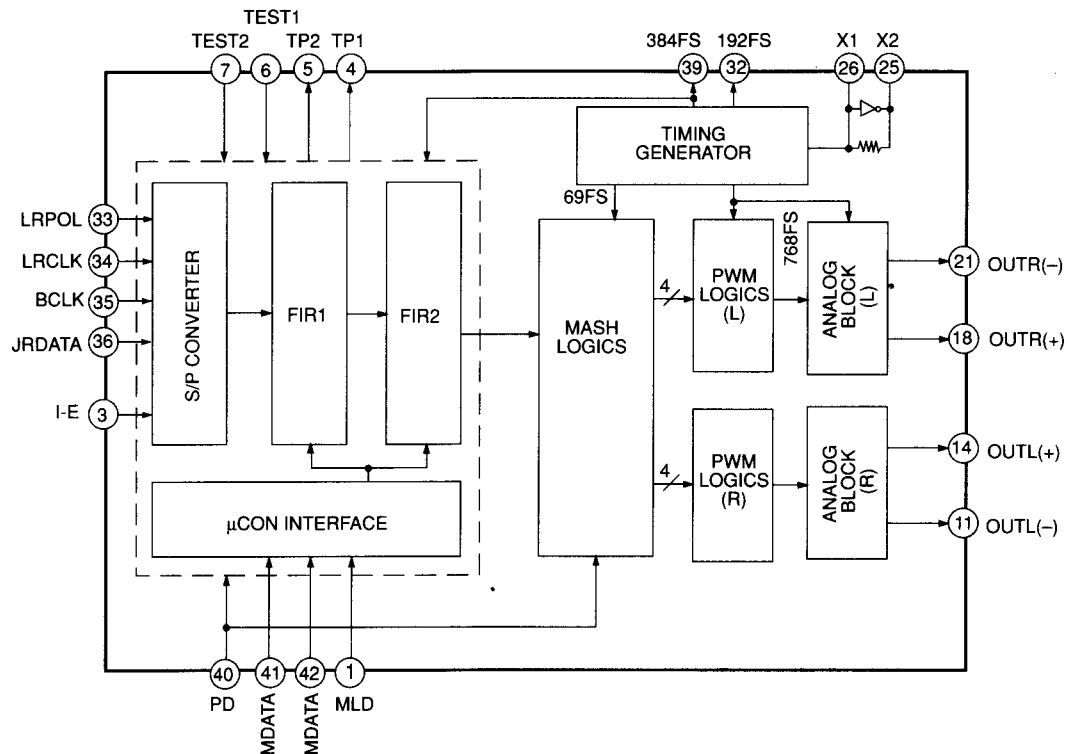 TEST1
TEST2
TP2
TP1
384FS
192FS
X1
X2
7
6
5
4
39
32
26
25
TIMING
GENERATOR
69FS
768FS
LRPOL
33
LRCLK
34
BCLK
35
JRDATA
36
I-E
3
S/P CONVERTER
FIR1
FIR2
MASH
LOGICS
4
PWM
LOGICS
(L)
ANALOG
BLOCK
(L)
21
OUTR(–)
18
OUTR(+)
4
PWM
LOGICS
(R)
ANALOG
BLOCK
(R)
14
OUTL(+)
11
OUTL(–)
µCON INTERFACE
40
41
42
1
PD
MDATA
MDATA
MLD